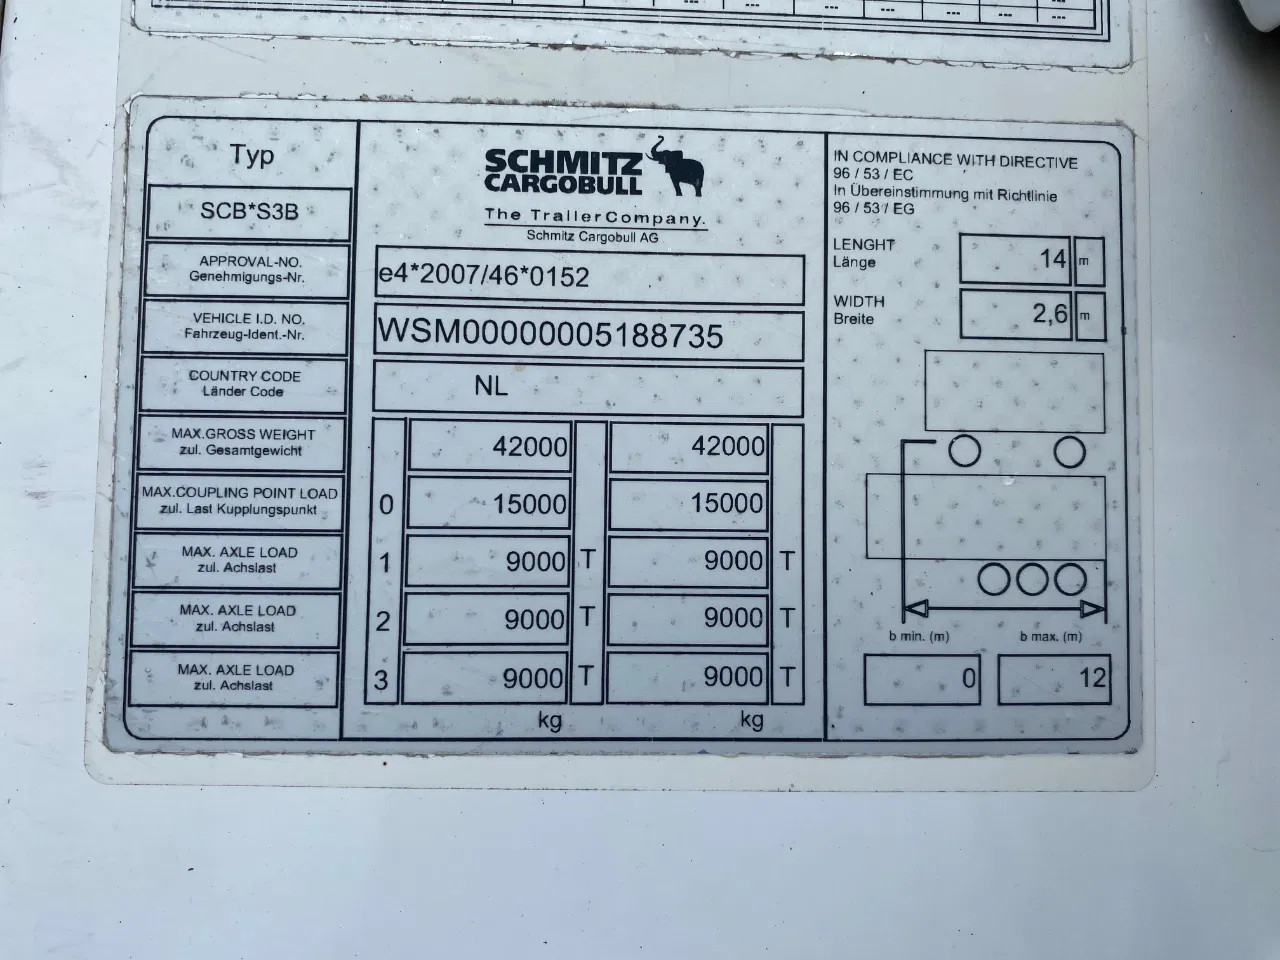 --- --- --- --- --- --- ---
--- ---
Typ
SCB*S3B
APPROVAL-NO.
Genehmigungs-Nr.
VEHICLE I.D. NO.
Fahrzeug-Ident.-Nr.
COUNTRY CODE
Länder Code
MAX.GROSS WEIGHT
zul. Gesamtgewicht
MAX.COUPLING POINT LOAD
zul. Last Kupplungspunkt
MAX. AXLE LOAD
zul. Achslast
MAX. AXLE LOAD
zul. Achslast
MAX. AXLE LOAD
zul. Achslast
SCHMITZ
CARGOBULL
The Trailer Company.
Schmitz Cargobull AG
e4*2007/46*0152
WSM00000005188735
NL
42000 42000
0 15000 15000
1 9000 T 9000 T
2 9000 T 9000 T
3 9000 T 9000 T
kg kg
IN COMPLIANCE WITH DIRECTIVE
96 / 53 / EC
In Übereinstimmung mit Richtlinie
96 / 53 / EG
LENGHT
Länge
14 m
WIDTH
Breite
2,6 m
b min. (m) b max. (m)
0 12